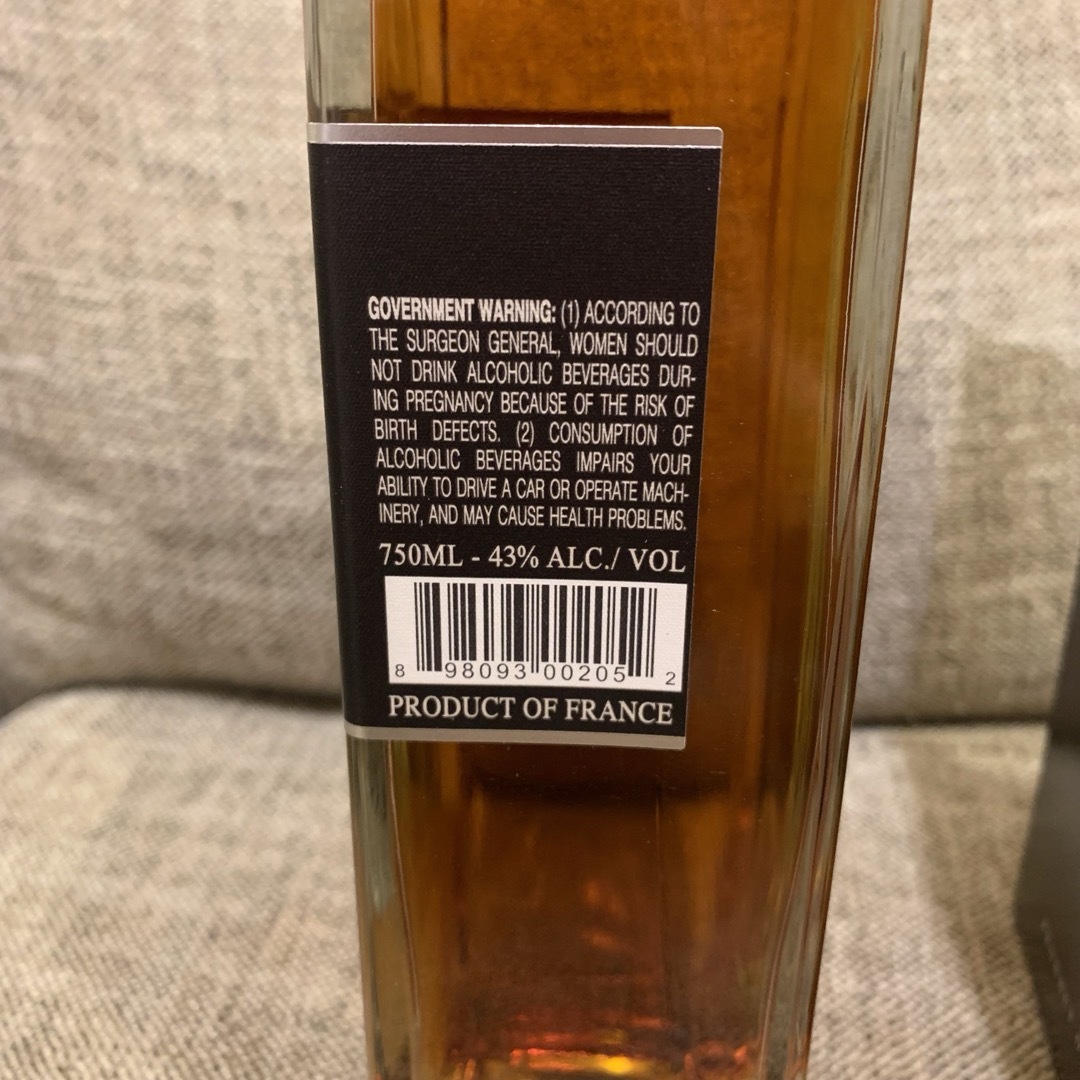 GOVERNMENT WARNING: (1) ACCORDING TO
THE SURGEON GENERAL, WOMEN SHOULD
NOT DRINK ALCOHOLIC BEVERAGES DUR-
ING PREGNANCY BECAUSE OF THE RISK OF
BIRTH DEFECTS. (2) CONSUMPTION OF
ALCOHOLIC BEVERAGES IMPAIRS YOUR
ABILITY TO DRIVE A CAR OR OPERATE MACH-
INERY, AND MAY CAUSE HEALTH PROBLEMS.
750ML - 43% ALC./ VOL
8 98093 00205 2
PRODUCT OF FRANCE